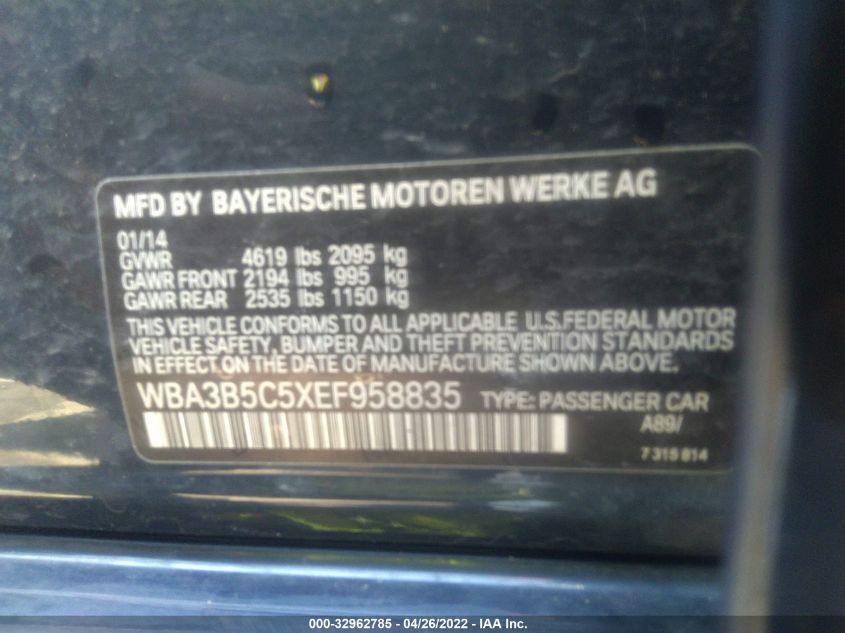 MFD BY BAYERISCHE MOTOREN WERKE AG
01/14
GVWR 4619 lbs 2095 kg
GAWR FRONT 2194 lbs 995 kg
GAWR REAR 2535 lbs 1150 kg
THIS VEHICLE CONFORMS TO ALL APPLICABLE U.S.FEDERAL MOTOR
VEHICLE SAFETY, BUMPER AND THEFT PREVENTION STANDARDS
IN EFFECT ON THE DATE OF MANUFACTURE SHOWN ABOVE.
WBA3B5C5XEF958835 TYPE: PASSENGER CAR
A89/
7 315 814
000-32962785 - 04/26/2022 - IAA Inc.